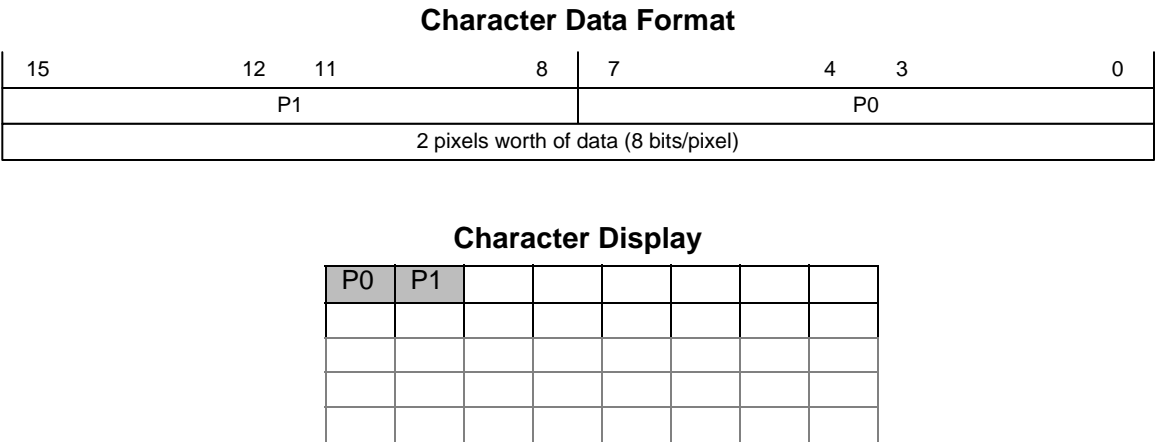 Character Data Format
15 12 11 8 7 4 3 0
P1 P0
2 pixels worth of data (8 bits/pixel)
Character Display
P0 P1